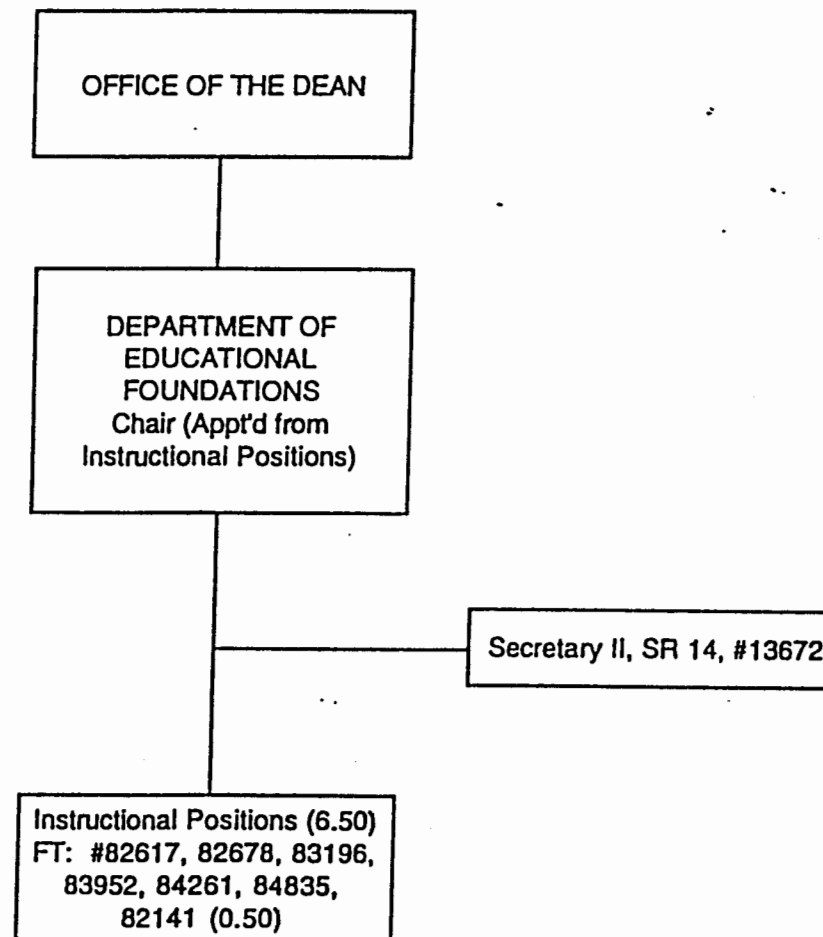 OFFICE OF THE DEAN
DEPARTMENT OF
EDUCATIONAL
FOUNDATIONS
Chair (Appt'd from
Instructional Positions)
Secretary II, SR 14, #13672
Instructional Positions (6.50)
FT: #82617, 82678, 83196,
83952, 84261, 84835,
82141 (0.50)